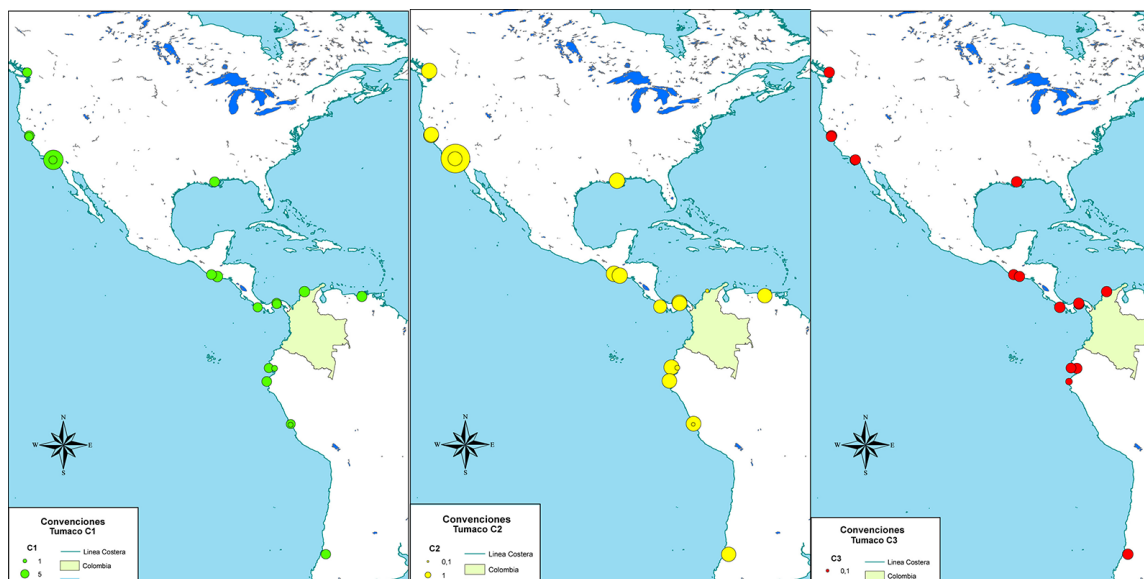 N
W E
S
Convenciones
Tumaco C1
C1
1
5
Linea Costera
Colombia
N
W E
S
Convenciones
Tumaco C2
C2
0,1
1
Linea Costera
Colombia
N
W E
S
Convenciones
Tumaco C3
C3
0,1
Linea Costera
Colombia